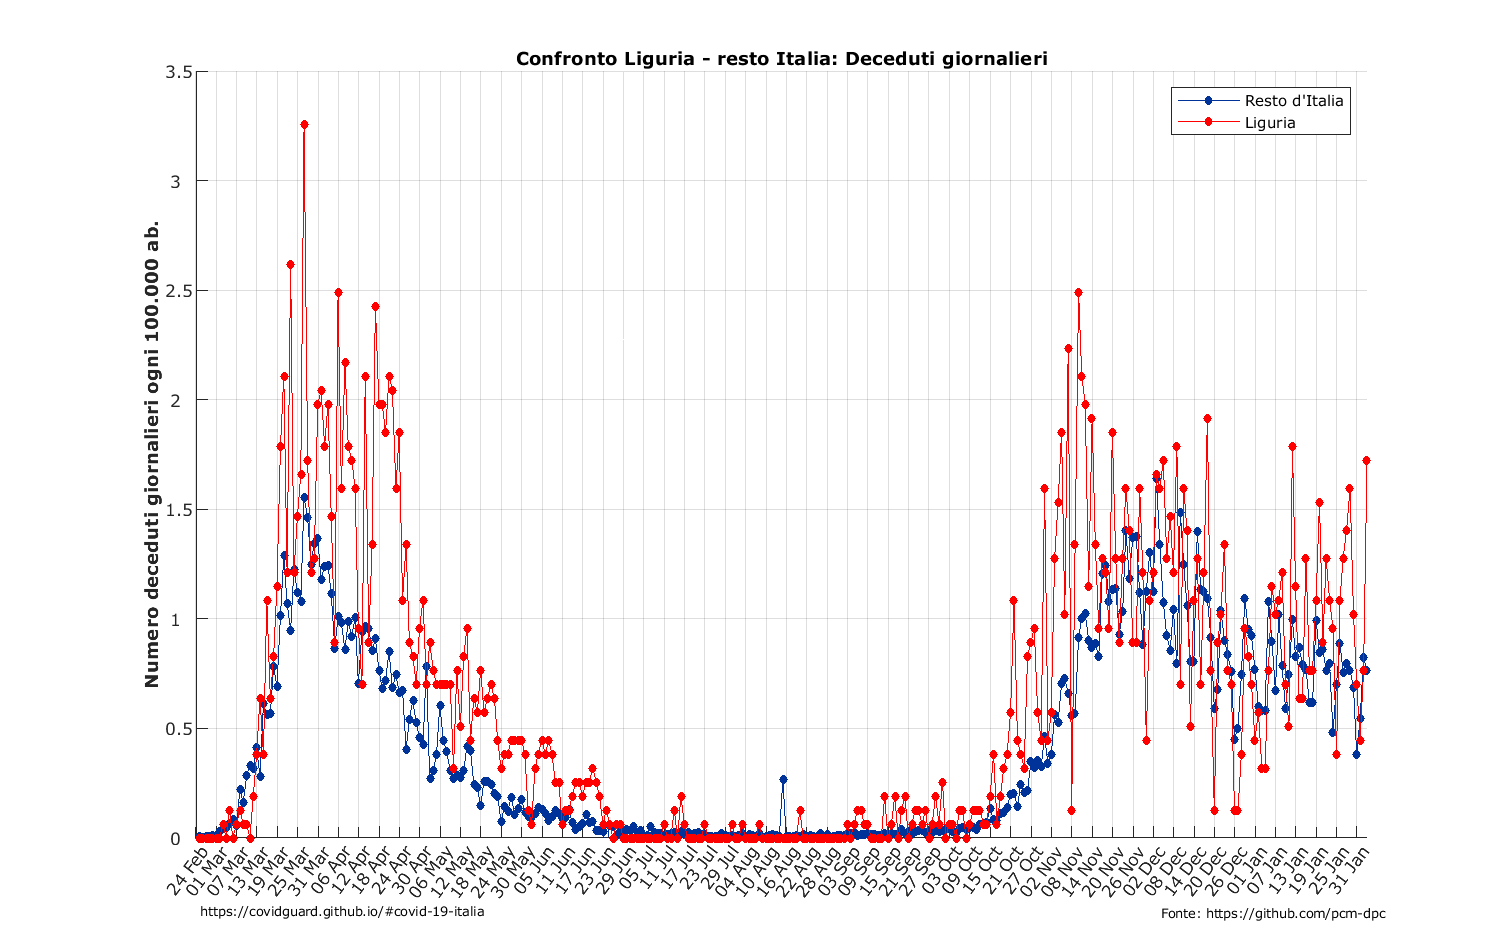 Confronto Liguria - resto Italia: Deceduti giornalieri
Resto d'Italia
Liguria
Numero deceduti giornalieri ogni 100.000 ab.
3.5
3
2.5
2
1.5
1
0.5
0
24 Feb
01 Mar
07 Mar
13 Mar
19 Mar
25 Mar
31 Mar
06 Apr
12 Apr
18 Apr
24 Apr
30 Apr
06 May
12 May
18 May
24 May
30 May
05 Jun
11 Jun
17 Jun
23 Jun
29 Jun
05 Jul
11 Jul
17 Jul
23 Jul
29 Jul
04 Aug
10 Aug
16 Aug
22 Aug
28 Aug
03 Sep
09 Sep
15 Sep
21 Sep
27 Sep
03 Oct
09 Oct
15 Oct
21 Oct
27 Oct
02 Nov
08 Nov
14 Nov
20 Nov
26 Nov
02 Dec
08 Dec
14 Dec
20 Dec
26 Dec
01 Jan
07 Jan
13 Jan
19 Jan
25 Jan
31 Jan
https://covidguard.github.io/#covid-19-italia
Fonte: https://github.com/pcm-dpc